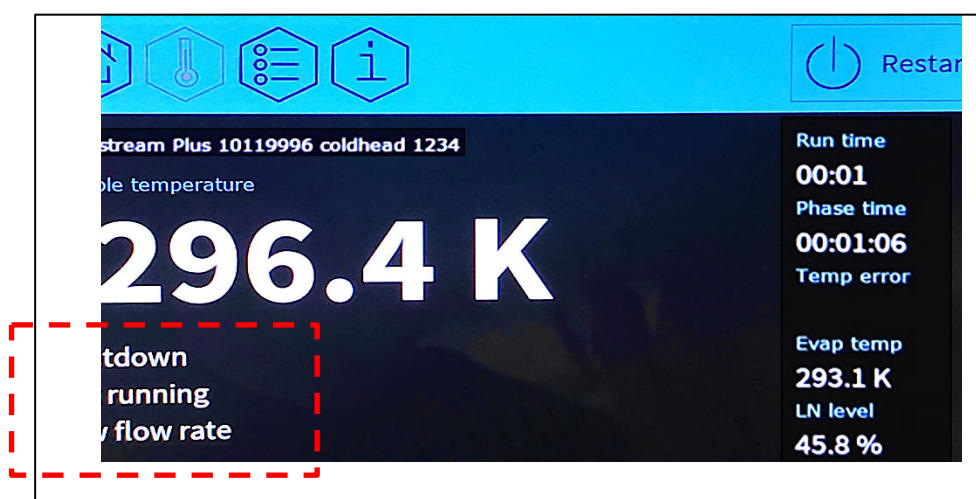 Restar
stream Plus 10119996 coldhead 1234
ple temperature
296.4 K
tdown
running
flow rate
Run time
00:01
Phase time
00:01:06
Temp error
Evap temp
293.1 K
LN level
45.8 %